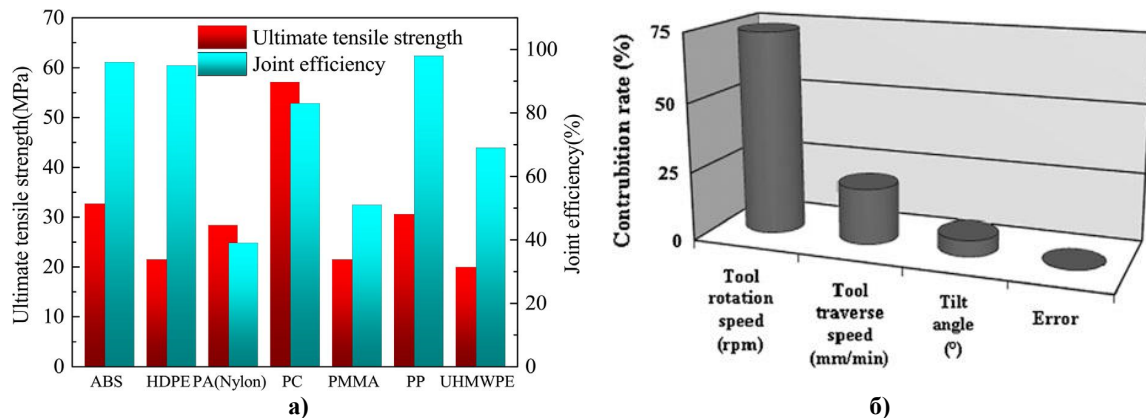 70
60
50
40
30
20
10
0
Ultimate tensile strength(MPa)
Ultimate tensile strength
Joint efficiency
100
80
60
40
20
0
Joint efficiency(%)
ABS HDPE PA(Nylon) PC PMMA PP UHMWPE
а)
75
50
25
0
Contrubition rate (%)
Tool
rotation
speed
(rpm)
Tool
traverse
speed
(mm/min)
Tilt
angle
(°)
Error
б)